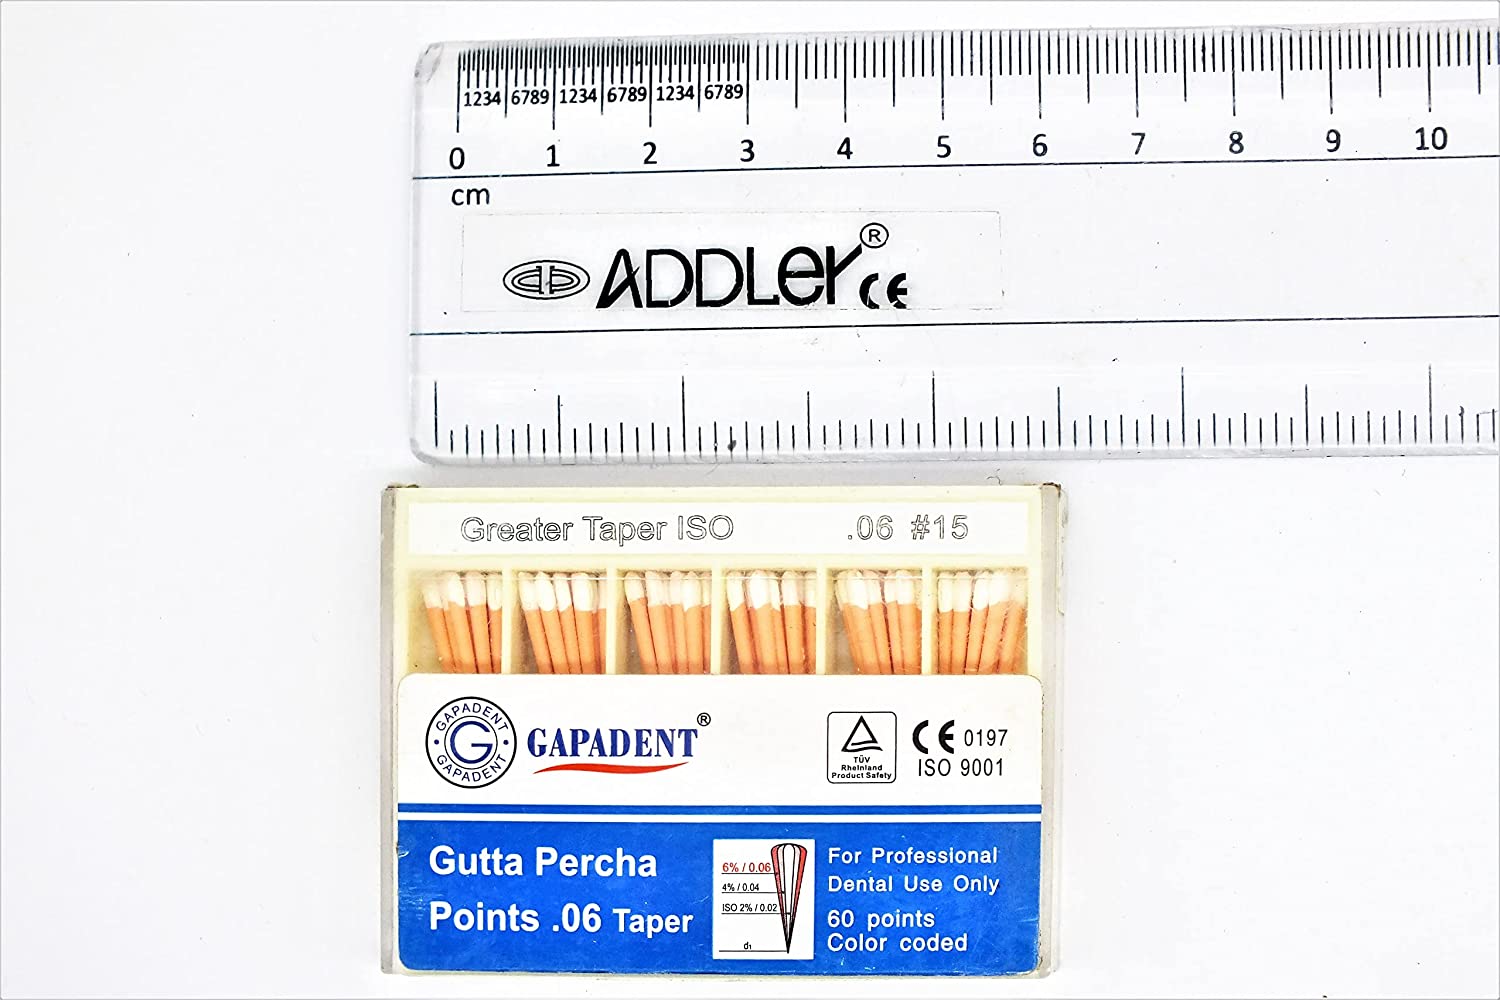 1234 6789 1234 6789 1234 6789
0 1 2 3 4 5 6 7 8 9 10
cm
ADDLer® CE
Greater Taper ISO .06 #15
GAPADENT
G
GAPADENT
GAPADENT®
TÜV
Rheinland
Product Safety
CE 0197
ISO 9001
Gutta Percha
Points .06 Taper
6% / 0.06
4% / 0.04
ISO 2% / 0.02
d1
For Professional
Dental Use Only
60 points
Color coded